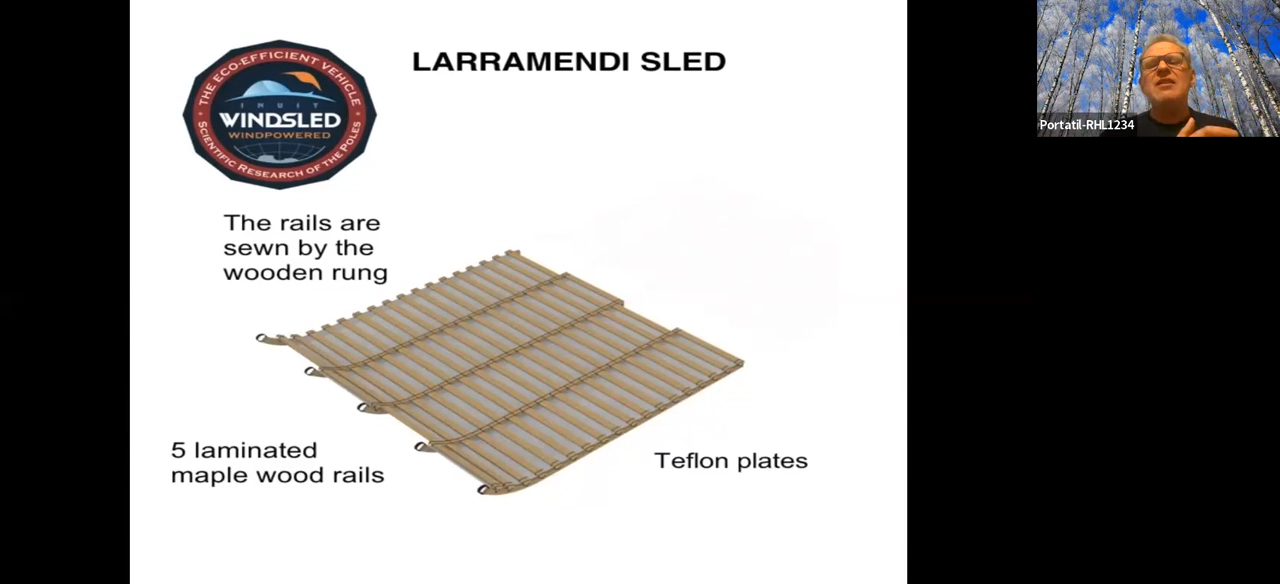 LARRAMENDI SLED
THE ECO-EFFICIENT VEHICLE
INUIT
WINDSLED
WINDPOWERED
SCIENTIFIC RESEARCH OF THE POLES
Portatil-RHL1234
The rails are
sewn by the
wooden rung
5 laminated
maple wood rails
Teflon plates